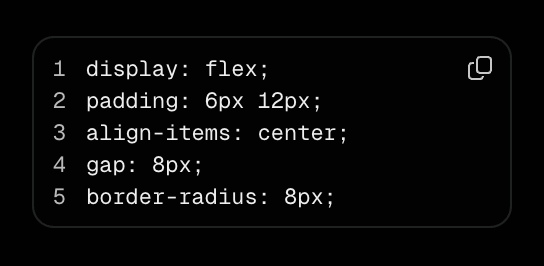 1 display: flex;
2 padding: 6px 12px;
3 align-items: center;
4 gap: 8px;
5 border-radius: 8px;